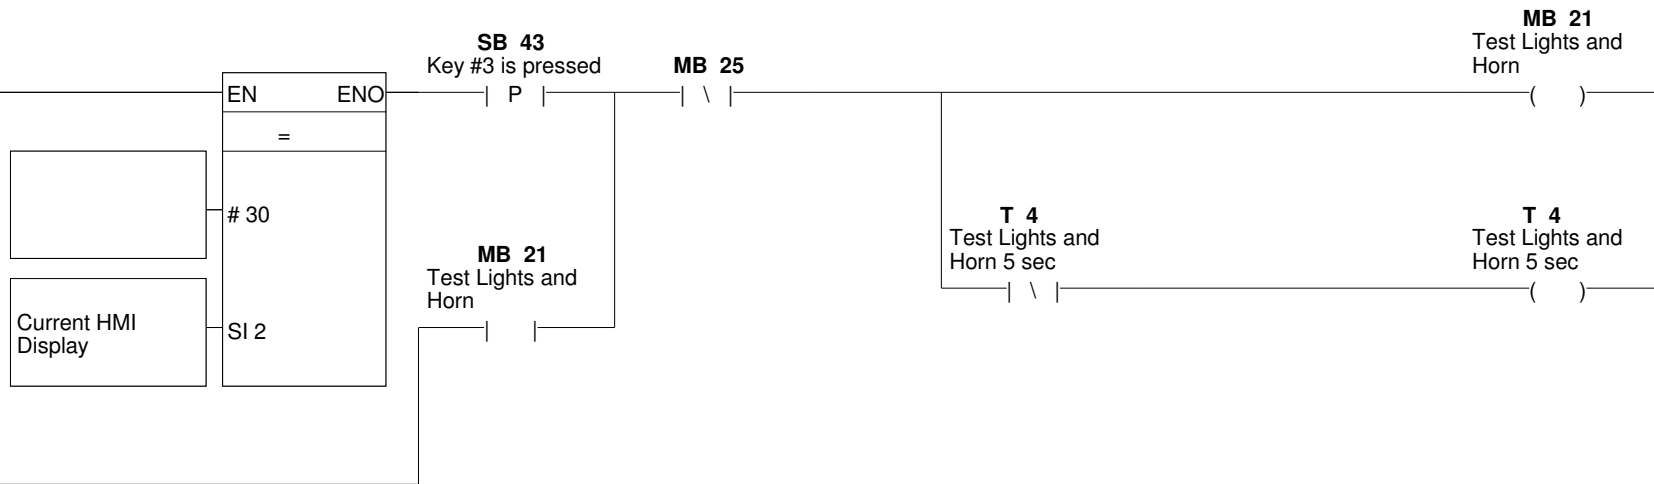 MB 21
Test Lights and
Horn
SB 43
Key #3 is pressed
MB 25
EN ENO
P
\
( )
=
# 30
T 4
Test Lights and
Horn 5 sec
T 4
Test Lights and
Horn 5 sec
MB 21
Test Lights and
Horn
\
( )
Current HMI
Display
SI 2